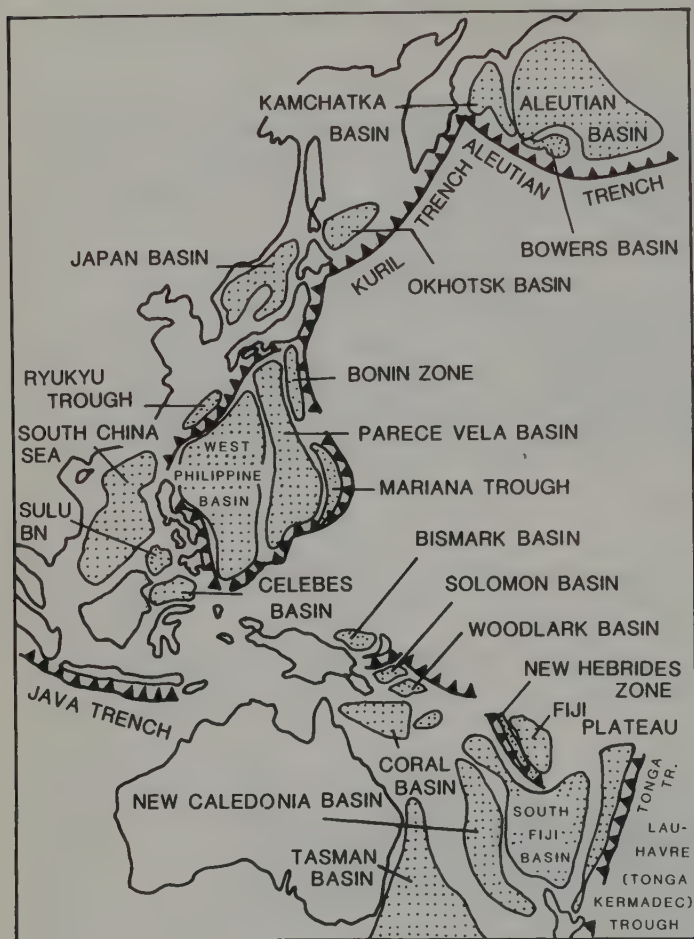 KAMCHATKA
BASIN
ALEUTIAN
BASIN
ALEUTIAN
TRENCH
KURIL
TRENCH
BOWERS BASIN
JAPAN BASIN
OKHOTSK BASIN
RYUKYU
TROUGH
BONIN ZONE
SOUTH CHINA
SEA
WEST
PHILIPPINE
BASIN
PARECE VELA BASIN
MARIANA TROUGH
SULU
BN
BISMARK BASIN
CELEBES
BASIN
SOLOMON BASIN
WOODLARK BASIN
NEW HEBRIDES
ZONE
JAVA TRENCH
FIJI
PLATEAU
CORAL
BASIN
NEW CALEDONIA BASIN
SOUTH
FIJI
BASIN
TONGA
TR.
TASMAN
BASIN
LAU-
HAVRE
(TONGA
KERMADEC)
TROUGH